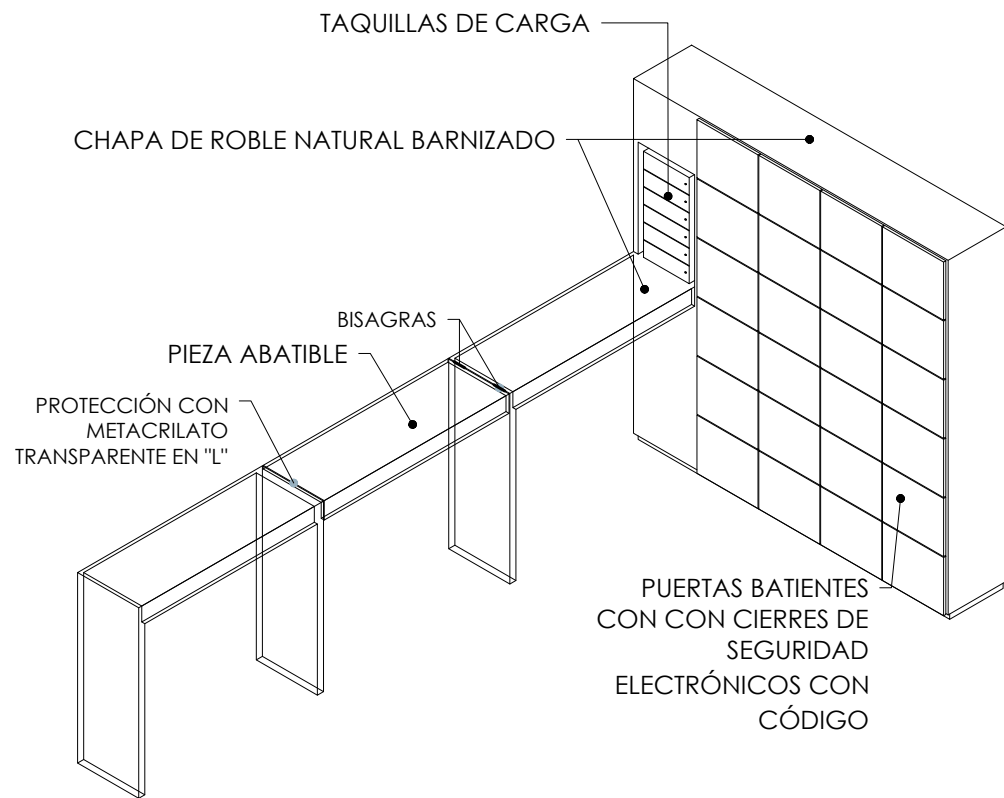 TAQUILLAS DE CARGA
CHAPA DE ROBLE NATURAL BARNIZADO
BISAGRAS
PIEZA ABATIBLE
PROTECCIÓN CON
METACRILATO
TRANSPARENTE EN "L"
PUERTAS BATIENTES
CON CON CIERRES DE
SEGURIDAD
ELECTRÓNICOS CON
CÓDIGO